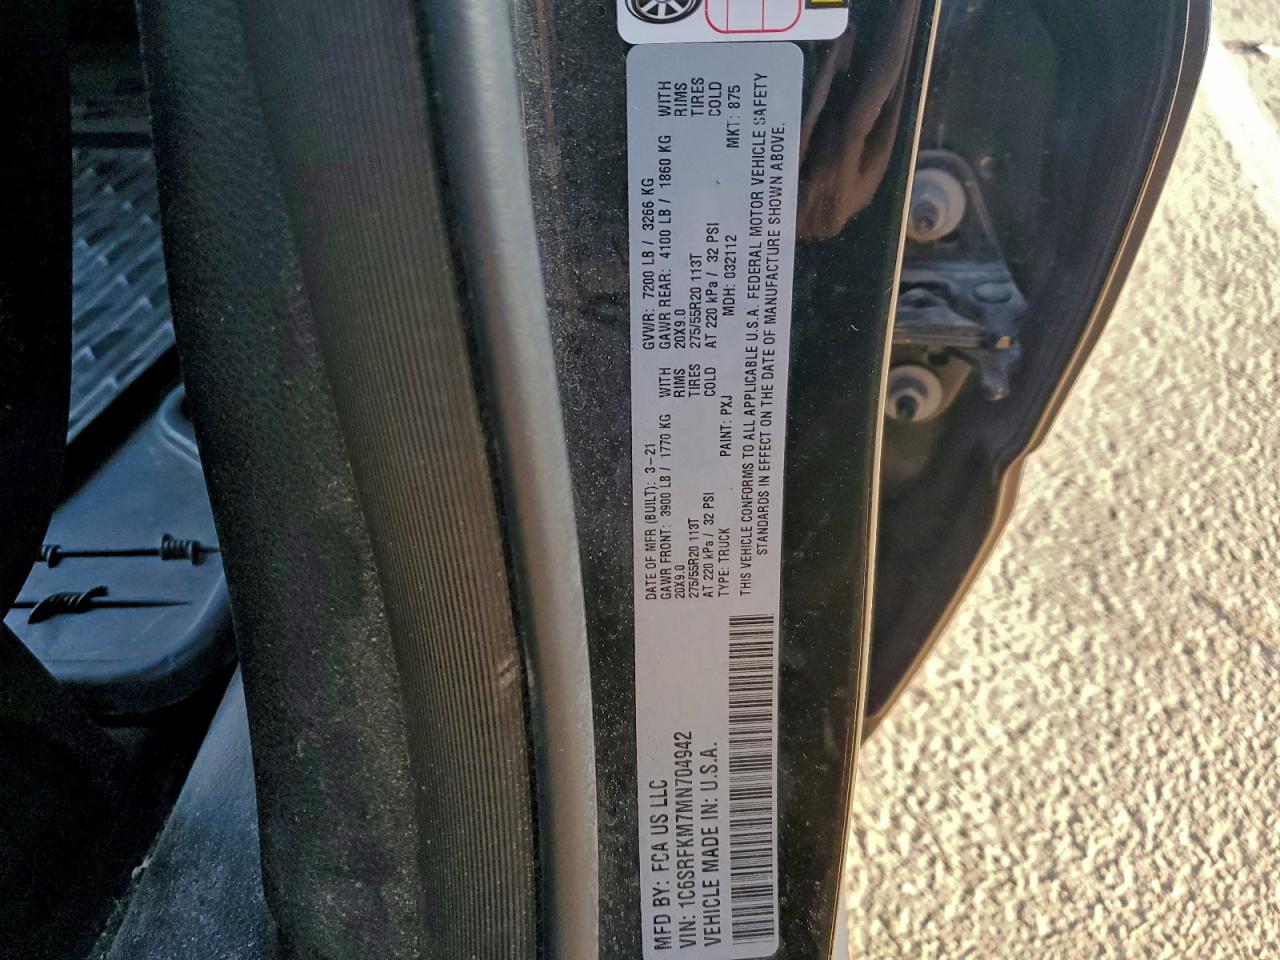 MFD BY: FCA US LLC
VIN: 1C6SRFKM7MN704942
VEHICLE MADE IN: U.S.A.
DATE OF MFR (BUILT): 3-21 GVWR: 7200 LB / 3266 KG
GAWR FRONT: 3900 LB / 1770 KG WITH GAWR REAR: 4100 LB / 1860 KG WITH
20X9.0 RIMS 20X9.0 RIMS
275/55R20 113T TIRES 275/55R20 113T TIRES
AT 220 kPa / 32 PSI COLD AT 220 kPa / 32 PSI COLD
TYPE: TRUCK PAINT: PXJ MDH: 032112 MKT: 875
THIS VEHICLE CONFORMS TO ALL APPLICABLE U.S.A. FEDERAL MOTOR VEHICLE SAFETY
STANDARDS IN EFFECT ON THE DATE OF MANUFACTURE SHOWN ABOVE.